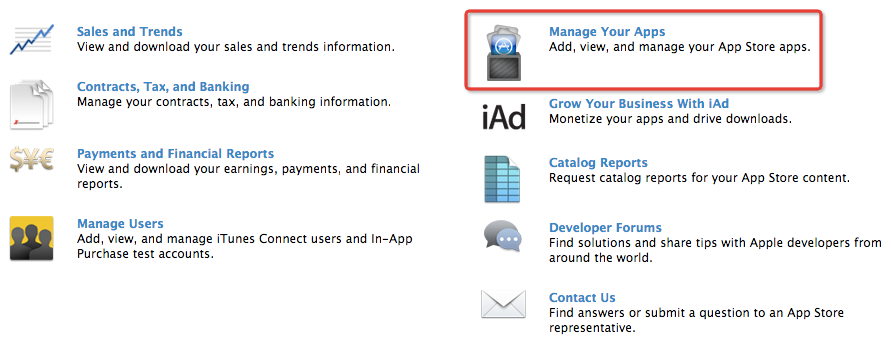 Sales and Trends
View and download your sales and trends information.
Contracts, Tax, and Banking
Manage your contracts, tax, and banking information.
$¥€
Payments and Financial Reports
View and download your earnings, payments, and financial
reports.
Manage Users
Add, view, and manage iTunes Connect users and In-App
Purchase test accounts.
Manage Your Apps
Add, view, and manage your App Store apps.
iAd
Grow Your Business With iAd
Monetize your apps and drive downloads.
Catalog Reports
Request catalog reports for your App Store content.
Developer Forums
Find solutions and share tips with Apple developers from
around the world.
Contact Us
Find answers or submit a question to an App Store
representative.